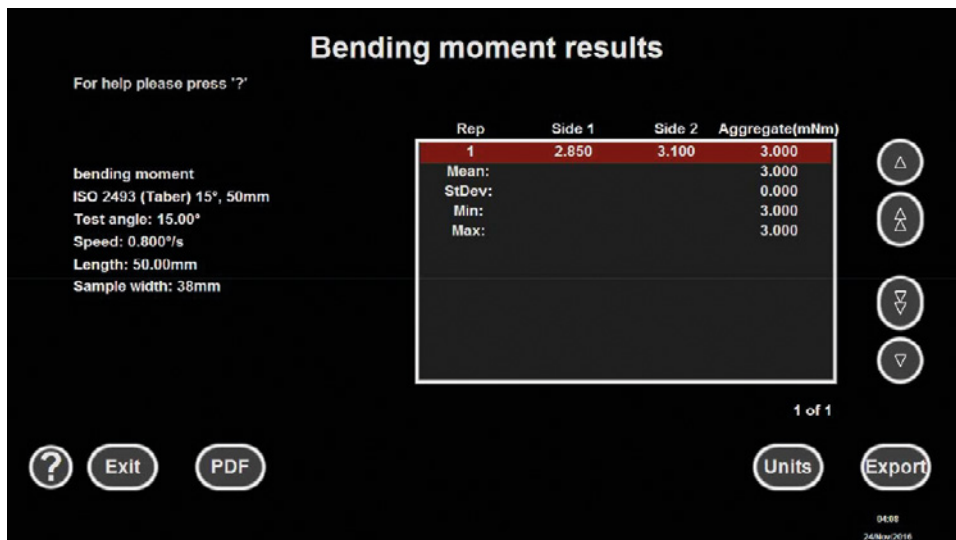 Bending moment results
For help please press '?'
bending moment
ISO 2493 (Taber) 15°, 50mm
Test angle: 15.00°
Speed: 0.800°/s
Length: 50.00mm
Sample width: 38mm
Rep Side 1 Side 2 Aggregate(mNm)
1 2.850 3.100 3.000
Mean: 3.000
StDev: 0.000
Min: 3.000
Max: 3.000
1 of 1
? Exit PDF Units Export
04:08
24/Nov/2016